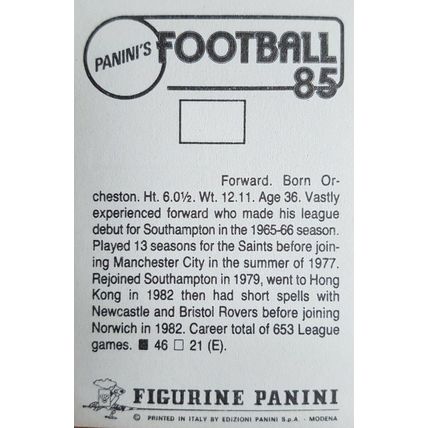 PANINI'S FOOTBALL
85
Forward. Born Or-
cheston. Ht. 6.0½. Wt. 12.11. Age 36. Vastly
experienced forward who made his league
debut for Southampton in the 1965-66 season.
Played 13 seasons for the Saints before join-
ing Manchester City in the summer of 1977.
Rejoined Southampton in 1979, went to Hong
Kong in 1982 then had short spells with
Newcastle and Bristol Rovers before joining
Norwich in 1982. Career total of 653 League
games. ■ 46 □ 21 (E).
FIGURINE PANINI
© PRINTED IN ITALY BY EDIZIONI PANINI S.p.A. - MODENA